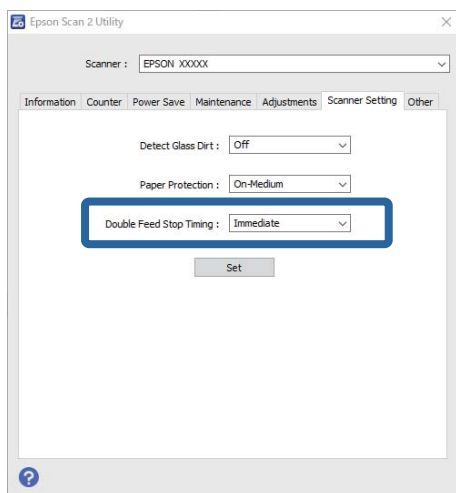 Epson Scan 2 Utility
Scanner : EPSON XXXXX
Information Counter Power Save Maintenance Adjustments Scanner Setting Other
Detect Glass Dirt : Off
Paper Protection : On-Medium
Double Feed Stop Timing : Immediate
Set